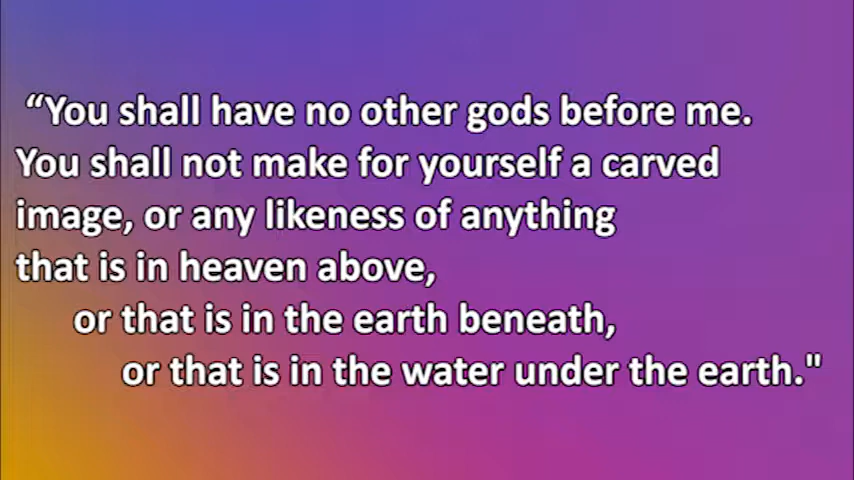 “You shall have no other gods before me.
You shall not make for yourself a carved
image, or any likeness of anything
that is in heaven above,
or that is in the earth beneath,
or that is in the water under the earth."